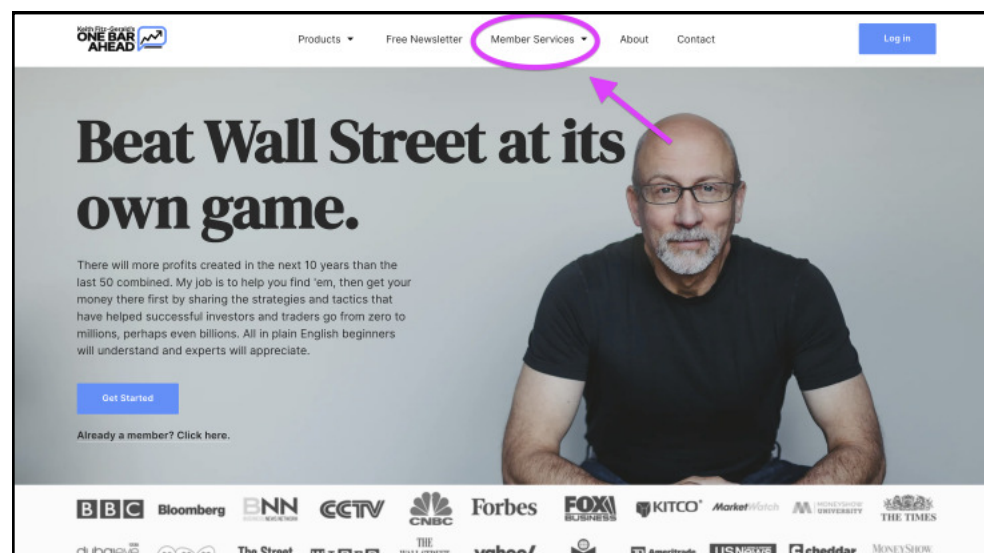 Keith Fitz-Gerald's
ONE BAR
AHEAD
Products Free Newsletter Member Services About Contact Log in
Beat Wall Street at its
own game.
There will more profits created in the next 10 years than the
last 50 combined. My job is to help you find 'em, then get your
money there first by sharing the strategies and tactics that
have helped successful investors and traders go from zero to
millions, perhaps even billions. All in plain English beginners
will understand and experts will appreciate.
Get Started
Already a member? Click here.
BBC Bloomberg BNN CCTV CNBC Forbes FOX BUSINESS KITCO MarketWatch MONEYSHOW UNIVERSITY THE TIMES
The Street THE yahoo! Ameritrade US News cheddar MONEYSHOW